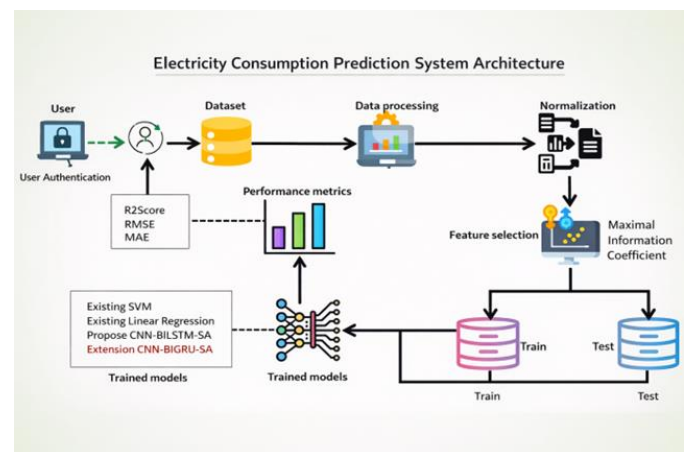 Electricity Consumption Prediction System Architecture
User
Dataset
Data processing
Normalization
User Authentication
Performance metrics
R2Score
RMSE
MAE
Feature selection
Maximal
Information
Coefficient
Existing SVM
Existing Linear Regression
Propose CNN-BILSTM-SA
Extension CNN-BIGRU-SA
Trained models
Trained models
Train
Test
Train
Test